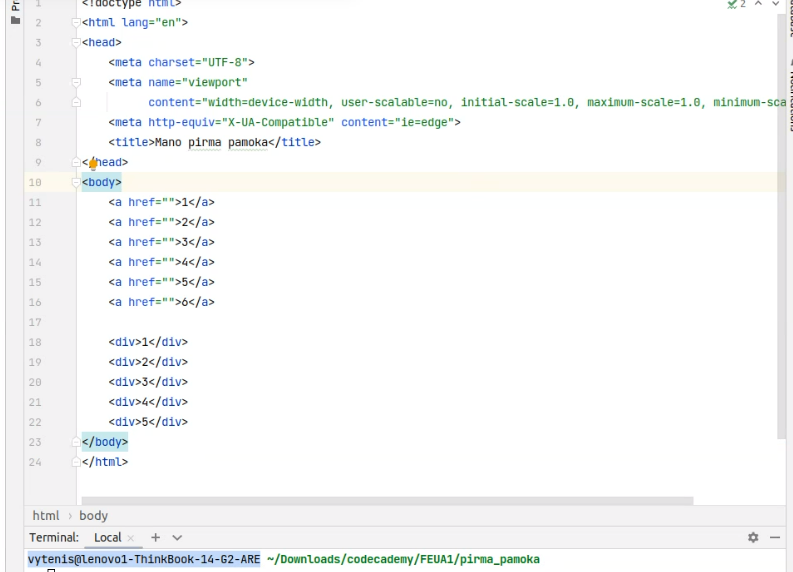 1 <!doctype html>
2 <html lang="en">
3 <head>
4 <meta charset="UTF-8">
5 <meta name="viewport"
6 content="width=device-width, user-scalable=no, initial-scale=1.0, maximum-scale=1.0, minimum-sca
7 <meta http-equiv="X-UA-Compatible" content="ie=edge">
8 <title>Mano pirma pamoka</title>
9 </head>
10 <body>
11 <a href="">1</a>
12 <a href="">2</a>
13 <a href="">3</a>
14 <a href="">4</a>
15 <a href="">5</a>
16 <a href="">6</a>
17
18 <div>1</div>
19 <div>2</div>
20 <div>3</div>
21 <div>4</div>
22 <div>5</div>
23 </body>
24 </html>
2
html › body
Terminal: Local × +
vytenis@lenovo1-ThinkBook-14-G2-ARE ~/Downloads/codecademy/FEUA1/pirma_pamoka